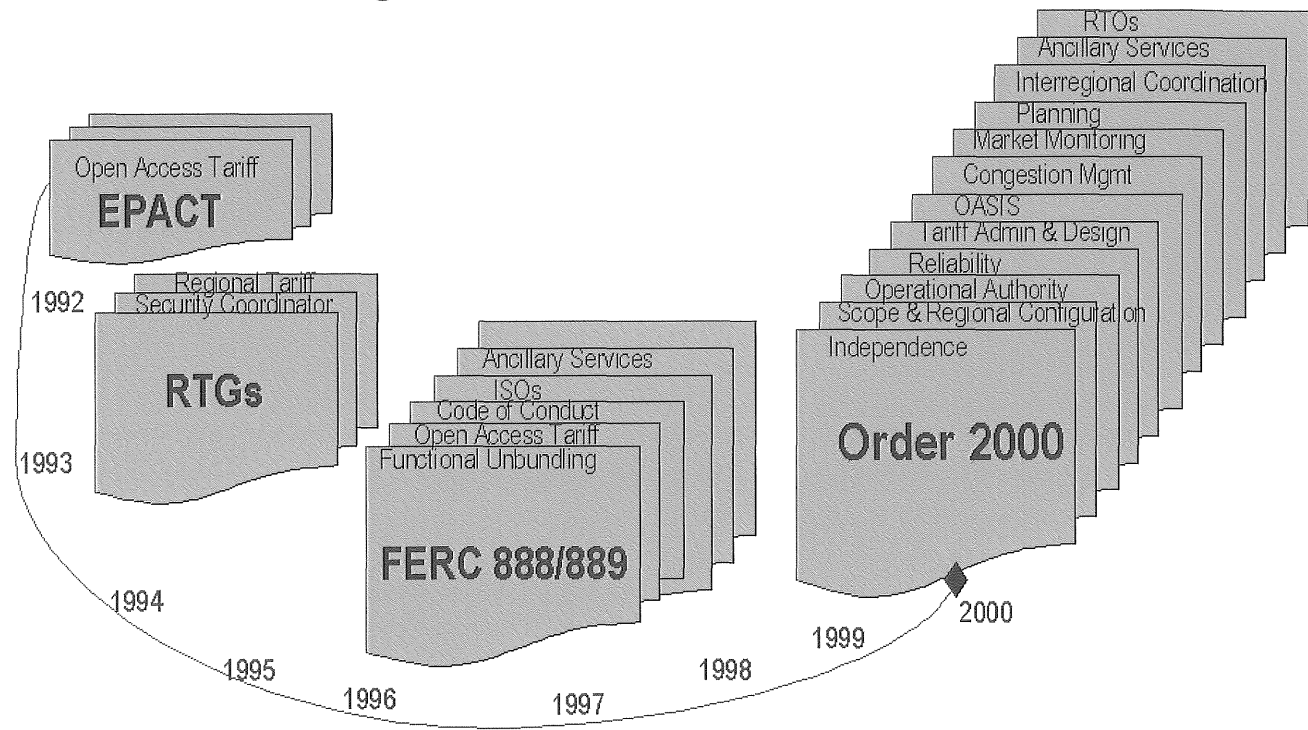 Open Access Tariff
EPACT
Regional Tariff
Security Coordinator
RTGs
Ancillary Services
ISOs
Code of Conduct
Open Access Tariff
Functional Unbundling
FERC 888/889
RTOs
Ancillary Services
Interregional Coordination
Planning
Market Monitoring
Congestion Mgmt
OASIS
Tariff Admin & Design
Reliability
Operational Authority
Scope & Regional Configuration
Independence
Order 2000
1992
1993
1994
1995
1996
1997
1998
1999
2000